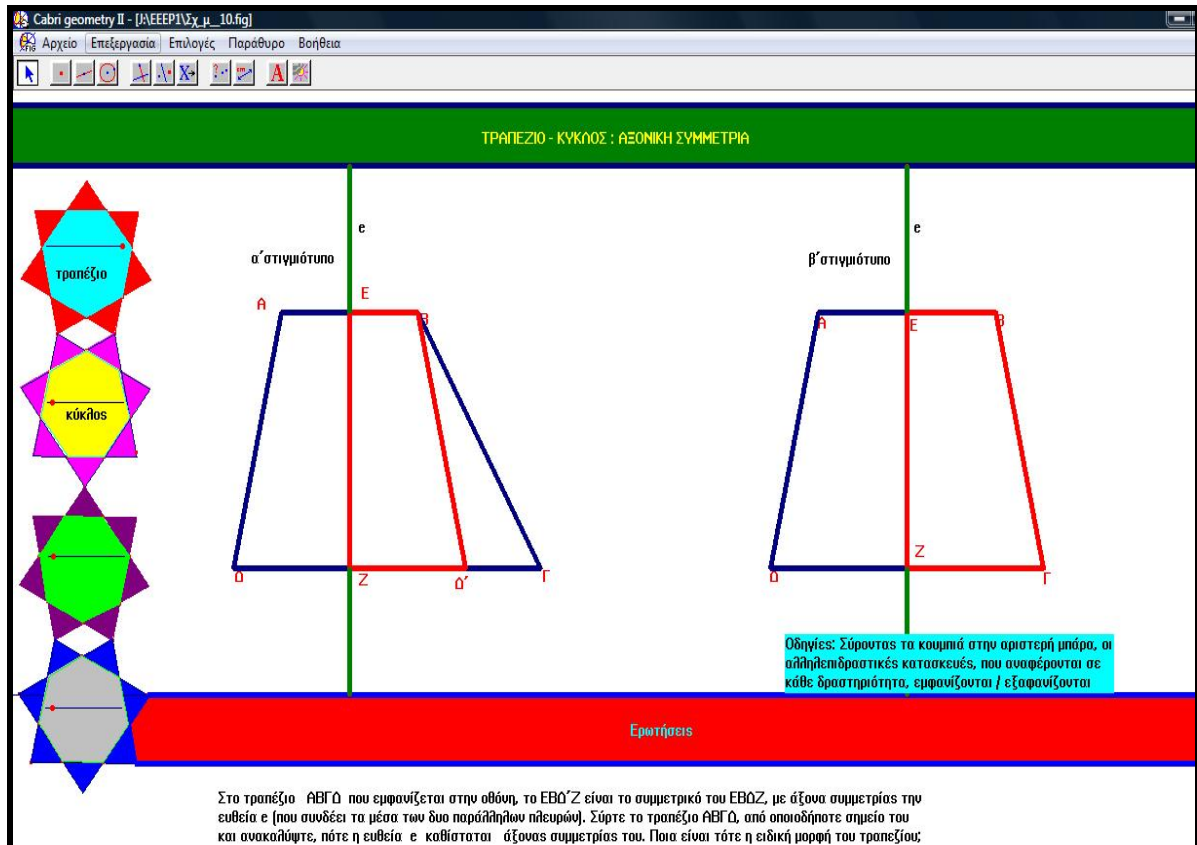 Cabri geometry II - [J:\EEEP1\Σχ_μ__10.fig]
Αρχείο Επεξεργασία Επιλογές Παράθυρο Βοήθεια
ΤΡΑΠΕΖΙΟ - ΚΥΚΛΟΣ : ΑΞΟΝΙΚΗ ΣΥΜΜΕΤΡΙΑ
e
e
α΄στιγμιότυπο
β΄στιγμιότυπο
τραπέζιο
Α
Ε
Β
Α
Ε
Β
κύκλος
Δ
Ζ
Δ'
Γ
Δ
Ζ
Γ
Οδηγίες: Σύροντας τα κουμπιά στην αριστερή μπάρα, οι
αλληλεπιδραστικές κατασκευές, που αναφέρονται σε
κάθε δραστηριότητα, εμφανίζονται / εξαφανίζονται
Ερωτήσεις
Στο τραπέζιο ΑΒΓΔ που εμφανίζεται στην οθόνη, το ΕΒΔ'Ζ είναι το συμμετρικό του ΕΒΔΖ, με άξονα συμμετρίας την
ευθεία e (που συνδέει τα μέσα των δυο παράλληλων πλευρών). Σύρτε το τραπέζιο ΑΒΓΔ, από οποιοδήποτε σημείο του
και ανακαλύψτε, πότε η ευθεία e καθίσταται άξονας συμμετρίας του. Ποια είναι τότε η ειδική μορφή του τραπεζίου;